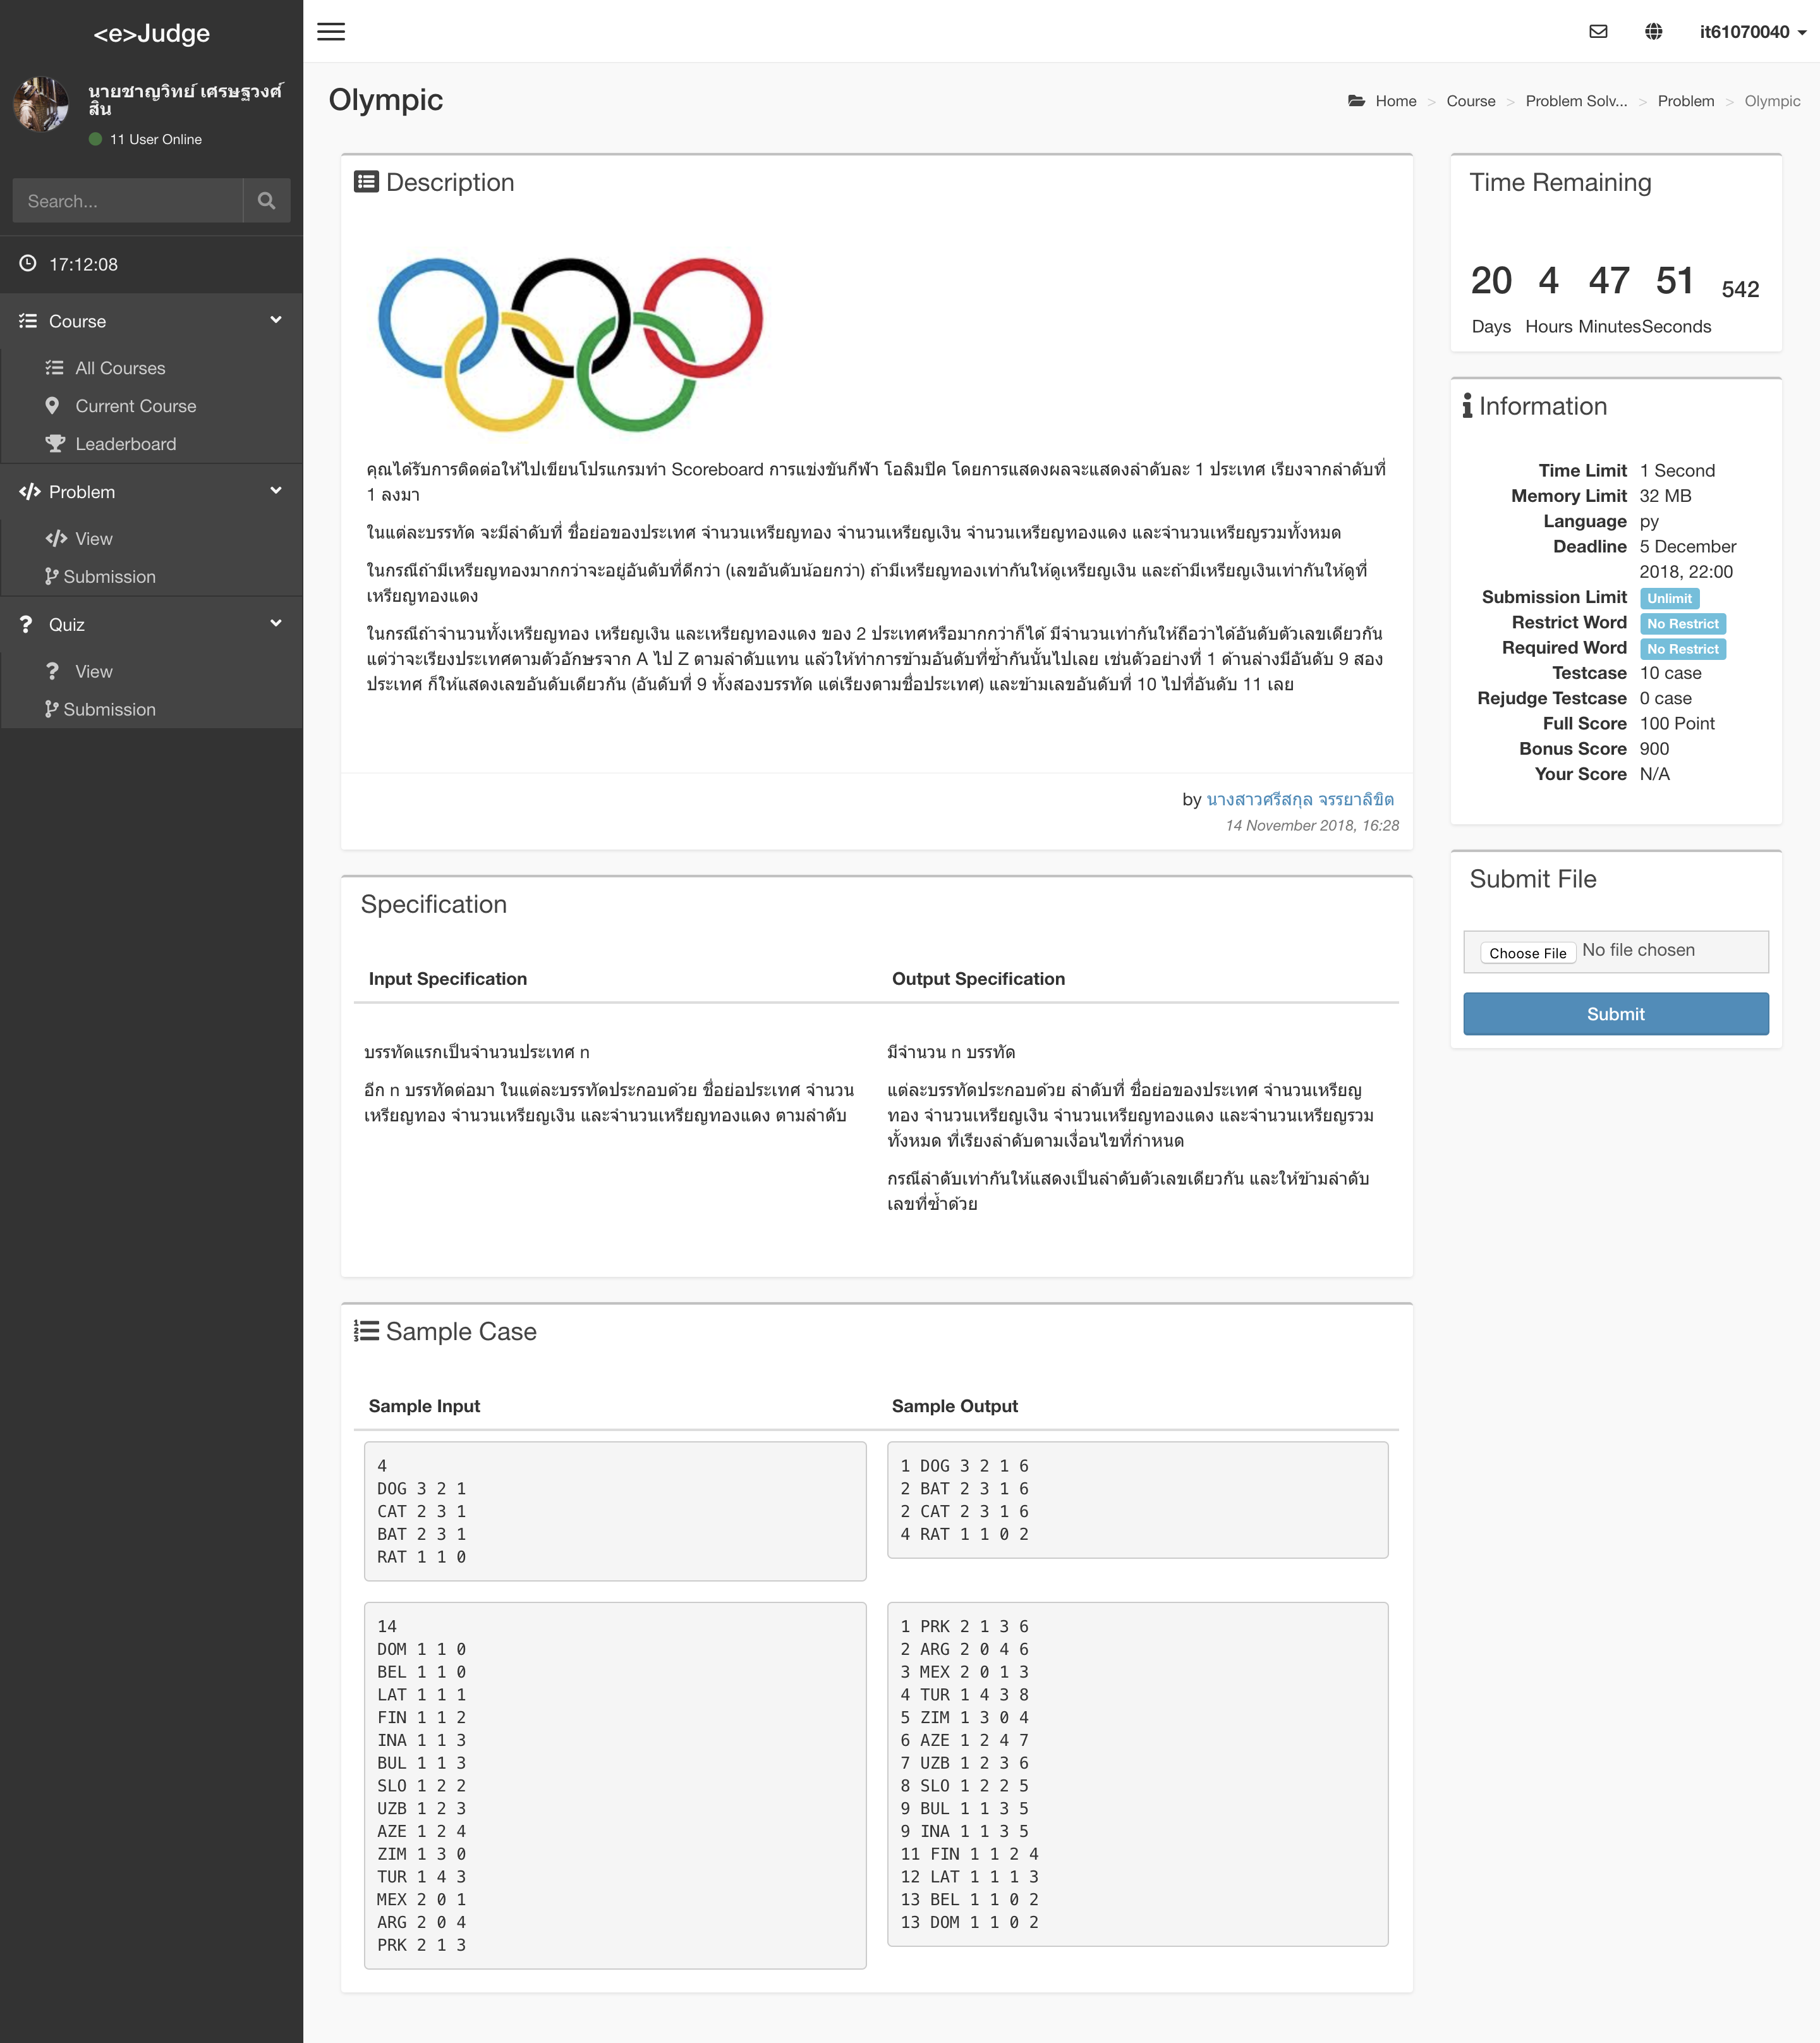 <e>Judge
นายชาญวิทย์ เศรษฐวงศ์
สิน
11 User Online
Search...
17:12:08
Course
All Courses
Current Course
Leaderboard
Problem
View
Submission
Quiz
View
Submission
it61070040
Olympic
Home > Course > Problem Solv... > Problem > Olympic
Description
คุณได้รับการติดต่อให้ไปเขียนโปรแกรมทำ Scoreboard การแข่งขันกีฬา โอลิมปิค โดยการแสดงผลจะแสดงลำดับละ 1 ประเทศ เรียงจากลำดับที่
1 ลงมา
ในแต่ละบรรทัด จะมีลำดับที่ ชื่อย่อของประเทศ จำนวนเหรียญทอง จำนวนเหรียญเงิน จำนวนเหรียญทองแดง และจำนวนเหรียญรวมทั้งหมด
ในกรณีถ้ามีเหรียญทองมากกว่าจะอยู่อันดับที่ดีกว่า (เลขอันดับน้อยกว่า) ถ้ามีเหรียญทองเท่ากันให้ดูเหรียญเงิน และถ้ามีเหรียญเงินเท่ากันให้ดูที่
เหรียญทองแดง
ในกรณีถ้าจำนวนทั้งเหรียญทอง เหรียญเงิน และเหรียญทองแดง ของ 2 ประเทศหรือมากกว่าก็ได้ มีจำนวนเท่ากันให้ถือว่าได้อันดับตัวเลขเดียวกัน
แต่ว่าจะเรียงประเทศตามตัวอักษรจาก A ไป Z ตามลำดับแทน แล้วให้ทำการข้ามอันดับที่ซ้ำกันนั้นไปเลย เช่นตัวอย่างที่ 1 ด้านล่างมีอันดับ 9 สอง
ประเทศ ก็ให้แสดงเลขอันดับเดียวกัน (อันดับที่ 9 ทั้งสองบรรทัด แต่เรียงตามชื่อประเทศ) และข้ามเลขอันดับที่ 10 ไปที่อันดับ 11 เลย
by นางสาวศรีสกุล จรรยาลิขิต
14 November 2018, 16:28
Specification
Input Specification
บรรทัดแรกเป็นจำนวนประเทศ n
อีก n บรรทัดต่อมา ในแต่ละบรรทัดประกอบด้วย ชื่อย่อประเทศ จำนวน
เหรียญทอง จำนวนเหรียญเงิน และจำนวนเหรียญทองแดง ตามลำดับ
Output Specification
มีจำนวน n บรรทัด
แต่ละบรรทัดประกอบด้วย ลำดับที่ ชื่อย่อของประเทศ จำนวนเหรียญ
ทอง จำนวนเหรียญเงิน จำนวนเหรียญทองแดง และจำนวนเหรียญรวม
ทั้งหมด ที่เรียงลำดับตามเงื่อนไขที่กำหนด
กรณีลำดับเท่ากันให้แสดงเป็นลำดับตัวเลขเดียวกัน และให้ข้ามลำดับ
เลขที่ซ้ำด้วย
Sample Case
Sample Input
Sample Output
4
DOG 3 2 1
CAT 2 3 1
BAT 2 3 1
RAT 1 1 0
1 DOG 3 2 1 6
2 BAT 2 3 1 6
2 CAT 2 3 1 6
4 RAT 1 1 0 2
14
DOM 1 1 0
BEL 1 1 0
LAT 1 1 1
FIN 1 1 2
INA 1 1 3
BUL 1 1 3
SLO 1 2 2
UZB 1 2 3
AZE 1 2 4
ZIM 1 3 0
TUR 1 4 3
MEX 2 0 1
ARG 2 0 4
PRK 2 1 3
1 PRK 2 1 3 6
2 ARG 2 0 4 6
3 MEX 2 0 1 3
4 TUR 1 4 3 8
5 ZIM 1 3 0 4
6 AZE 1 2 4 7
7 UZB 1 2 3 6
8 SLO 1 2 2 5
9 BUL 1 1 3 5
9 INA 1 1 3 5
11 FIN 1 1 2 4
12 LAT 1 1 1 3
13 BEL 1 1 0 2
13 DOM 1 1 0 2
Time Remaining
20 4 47 51 542
Days Hours Minutes Seconds
Information
Time Limit 1 Second
Memory Limit 32 MB
Language py
Deadline 5 December
2018, 22:00
Submission Limit Unlimit
Restrict Word No Restrict
Required Word No Restrict
Testcase 10 case
Rejudge Testcase 0 case
Full Score 100 Point
Bonus Score 900
Your Score N/A
Submit File
Choose File No file chosen
Submit